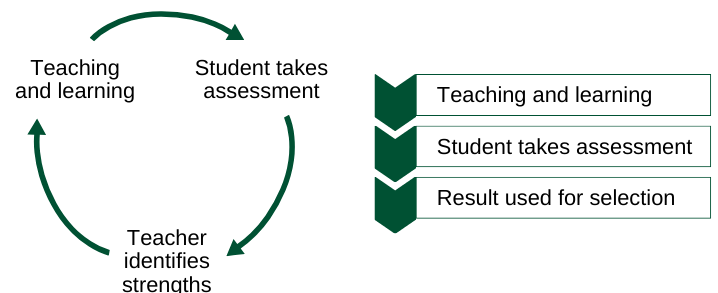 Teaching
and learning
Student takes
assessment
Teacher
identifies
strengths
Teaching and learning
Student takes assessment
Result used for selection